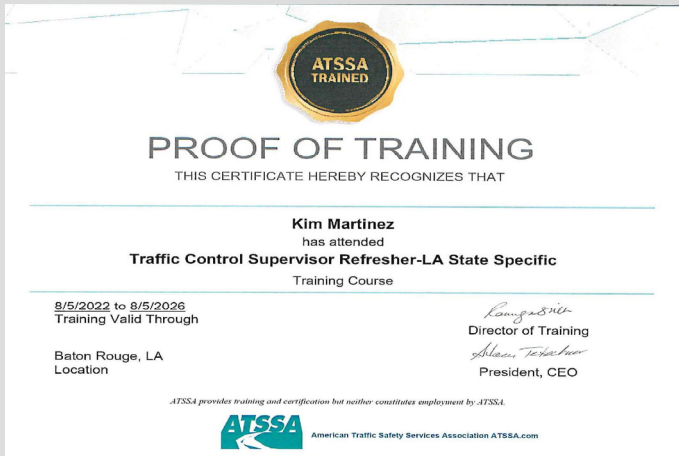 ATSSA
TRAINED
PROOF OF TRAINING
THIS CERTIFICATE HEREBY RECOGNIZES THAT
Kim Martinez
has attended
Traffic Control Supervisor Refresher-LA State Specific
Training Course
8/5/2022 to 8/5/2026
Training Valid Through
Director of Training
Baton Rouge, LA
Location
President, CEO
ATSSA provides training and certification but neither constitutes employment by ATSSA.
ATSSA
American Traffic Safety Services Association ATSSA.com